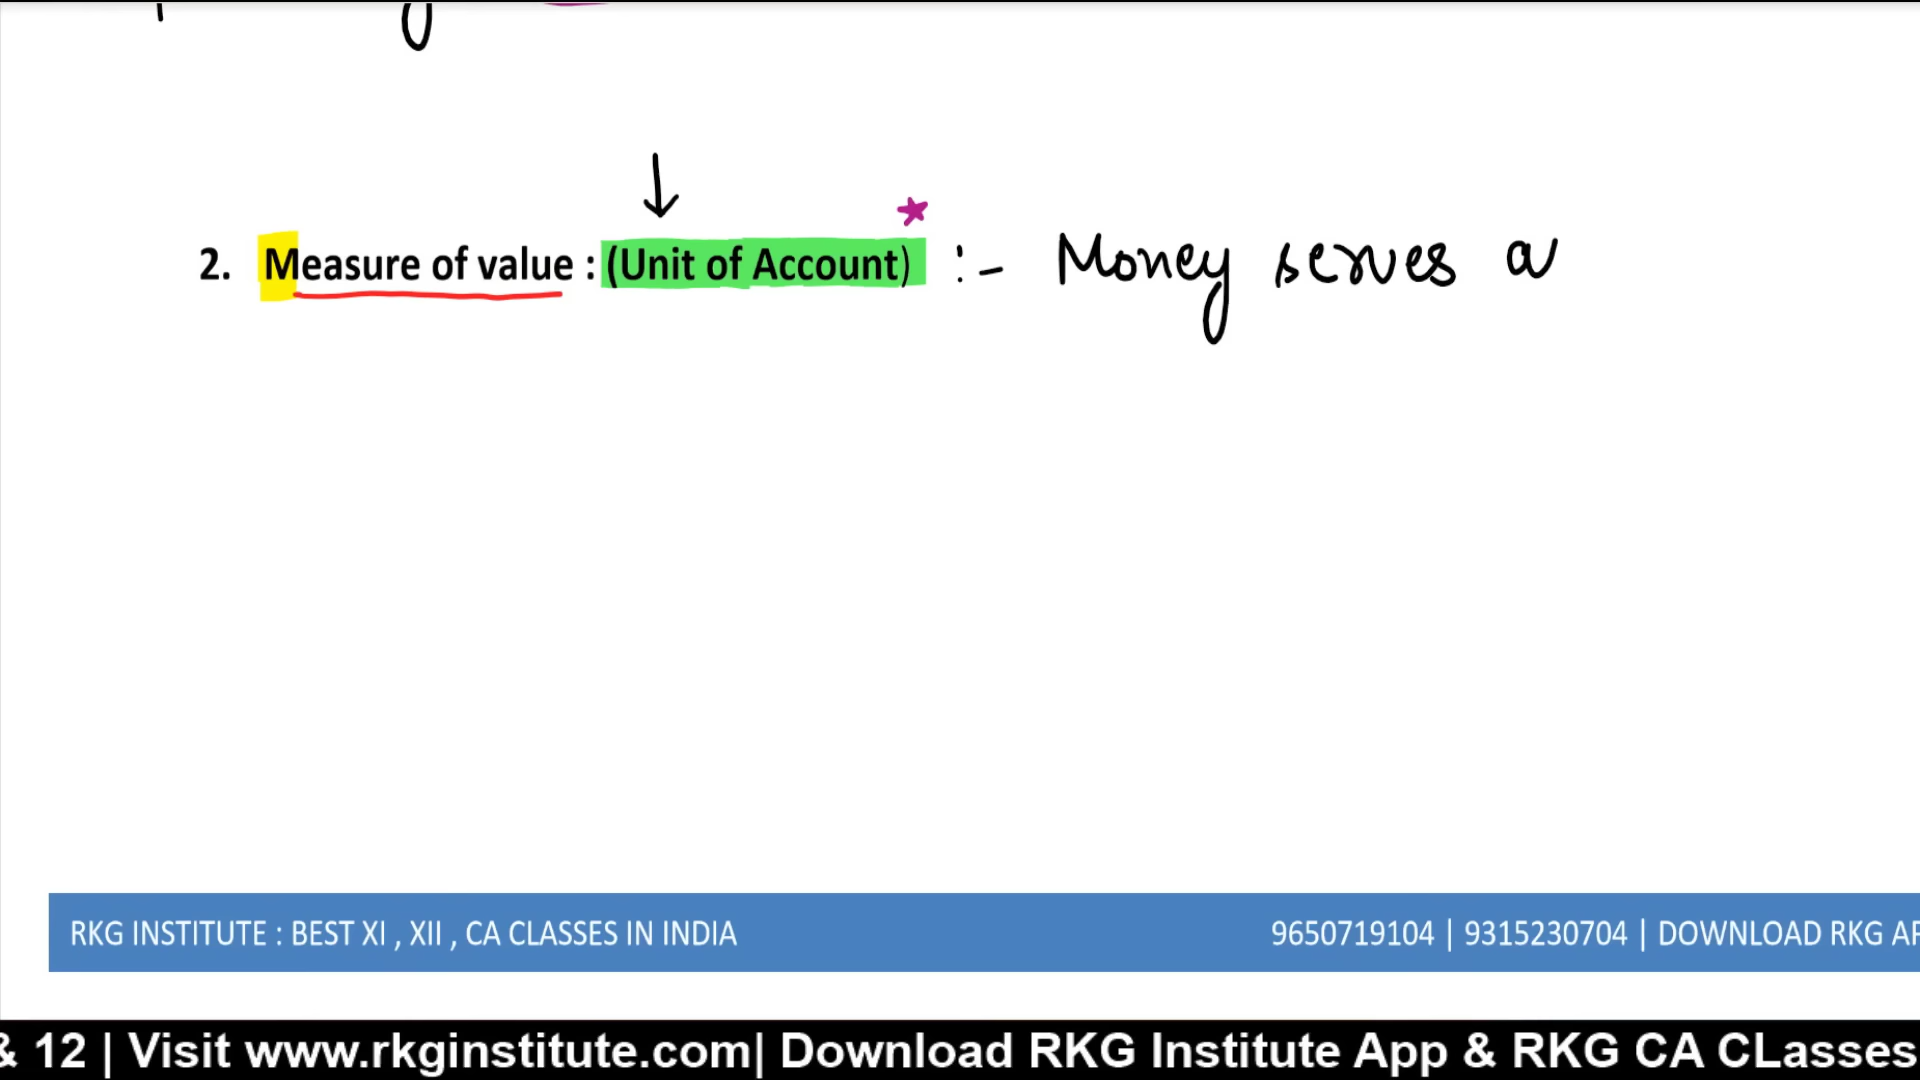 2. Measure of value : (Unit of Account) :- Money serves a
RKG INSTITUTE : BEST XI , XII , CA CLASSES IN INDIA 9650719104 | 9315230704 | DOWNLOAD RKG AP
& 12 | Visit www.rkginstitute.com| Download RKG Institute App & RKG CA CLasses